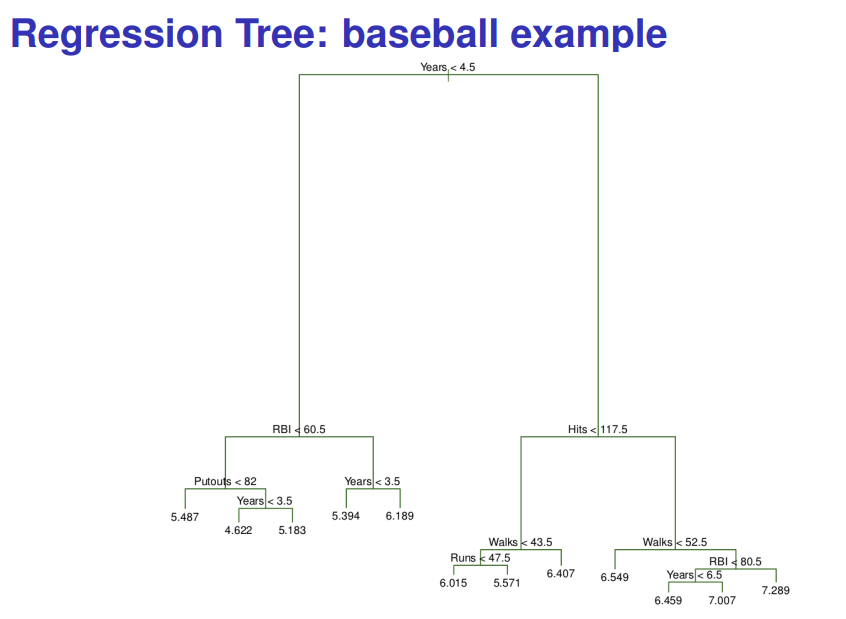 Regression Tree: baseball example
Years < 4.5
RBI < 60.5
Hits < 117.5
Putouts < 82
Years < 3.5
Years < 3.5
5.487
4.622
5.183
5.394
6.189
Walks < 43.5
Walks < 52.5
Runs < 47.5
6.015
5.571
6.407
6.549
RBI < 80.5
Years < 6.5
6.459
7.007
7.289